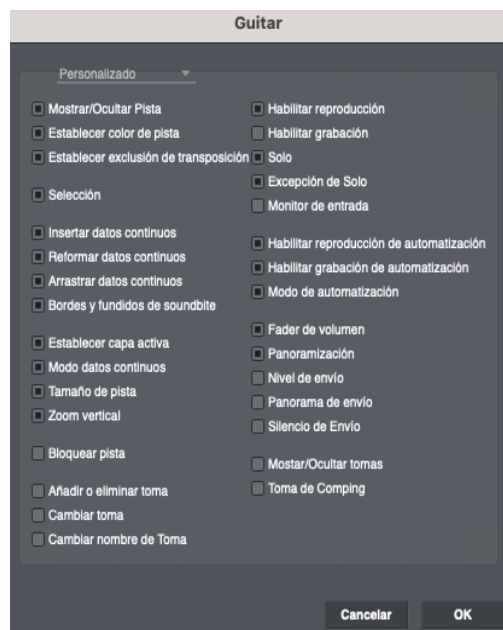 Guitar
Personalizado
Mostrar/Ocultar Pista
Establecer color de pista
Establecer exclusión de transposición
Selección
Insertar datos continuos
Reformar datos continuos
Arrastrar datos continuos
Bordes y fundidos de soundbite
Establecer capa activa
Modo datos continuos
Tamaño de pista
Zoom vertical
Bloquear pista
Añadir o eliminar toma
Cambiar toma
Cambiar nombre de Toma
Habilitar reproducción
Habilitar grabación
Solo
Excepción de Solo
Monitor de entrada
Habilitar reproducción de automatización
Habilitar grabación de automatización
Modo de automatización
Fader de volumen
Panoramización
Nivel de envío
Panorama de envío
Silencio de Envío
Mostar/Ocultar tomas
Toma de Comping
Cancelar
OK